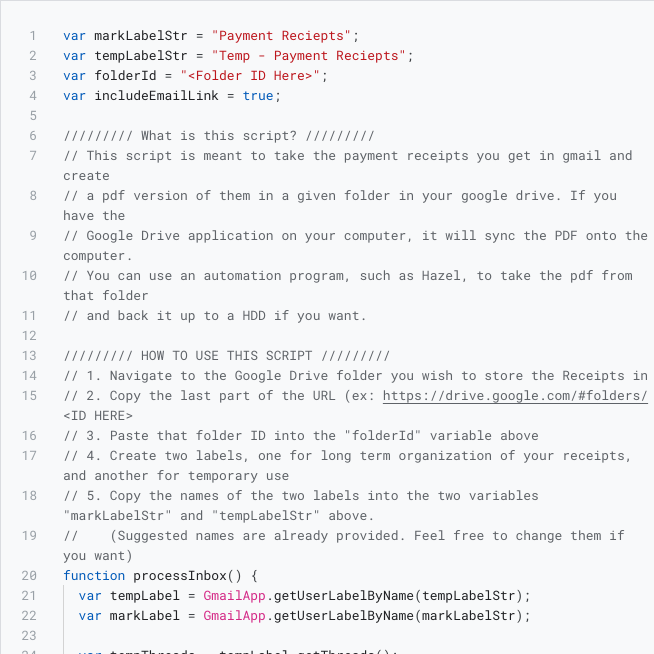 1 var markLabelStr = "Payment Reciepts";
2 var tempLabelStr = "Temp - Payment Reciepts";
3 var folderId = "<Folder ID Here>";
4 var includeEmailLink = true;
5
6 ///////// What is this script? /////////
7 // This script is meant to take the payment receipts you get in gmail and
create
8 // a pdf version of them in a given folder in your google drive. If you
have the
9 // Google Drive application on your computer, it will sync the PDF onto the
computer.
10 // You can use an automation program, such as Hazel, to take the pdf from
that folder
11 // and back it up to a HDD if you want.
12
13 ///////// HOW TO USE THIS SCRIPT /////////
14 // 1. Navigate to the Google Drive folder you wish to store the Receipts in
15 // 2. Copy the last part of the URL (ex: https://drive.google.com/#folders/
<ID HERE>
16 // 3. Paste that folder ID into the "folderId" variable above
17 // 4. Create two labels, one for long term organization of your receipts,
and another for temporary use
18 // 5. Copy the names of the two labels into the two variables
"markLabelStr" and "tempLabelStr" above.
19 //    (Suggested names are already provided. Feel free to change them if
you want)
20 function processInbox() {
21   var tempLabel = GmailApp.getUserLabelByName(tempLabelStr);
22   var markLabel = GmailApp.getUserLabelByName(markLabelStr);
23
24   var tempThreads = tempLabel.getThreads();